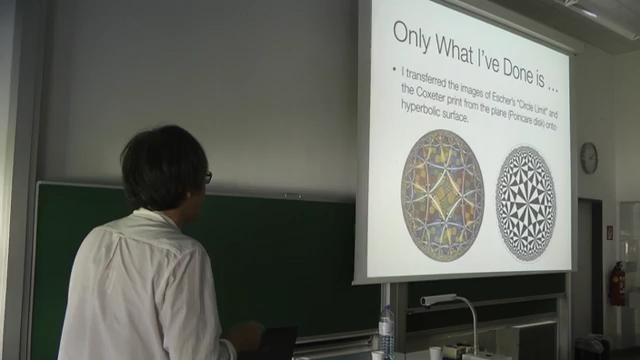 Only What I've Done is ...
• I transferred the images of Escher's "Circle Limit" and
the Coxeter print from the plane (Poincare disk) onto
hyperbolic surface.